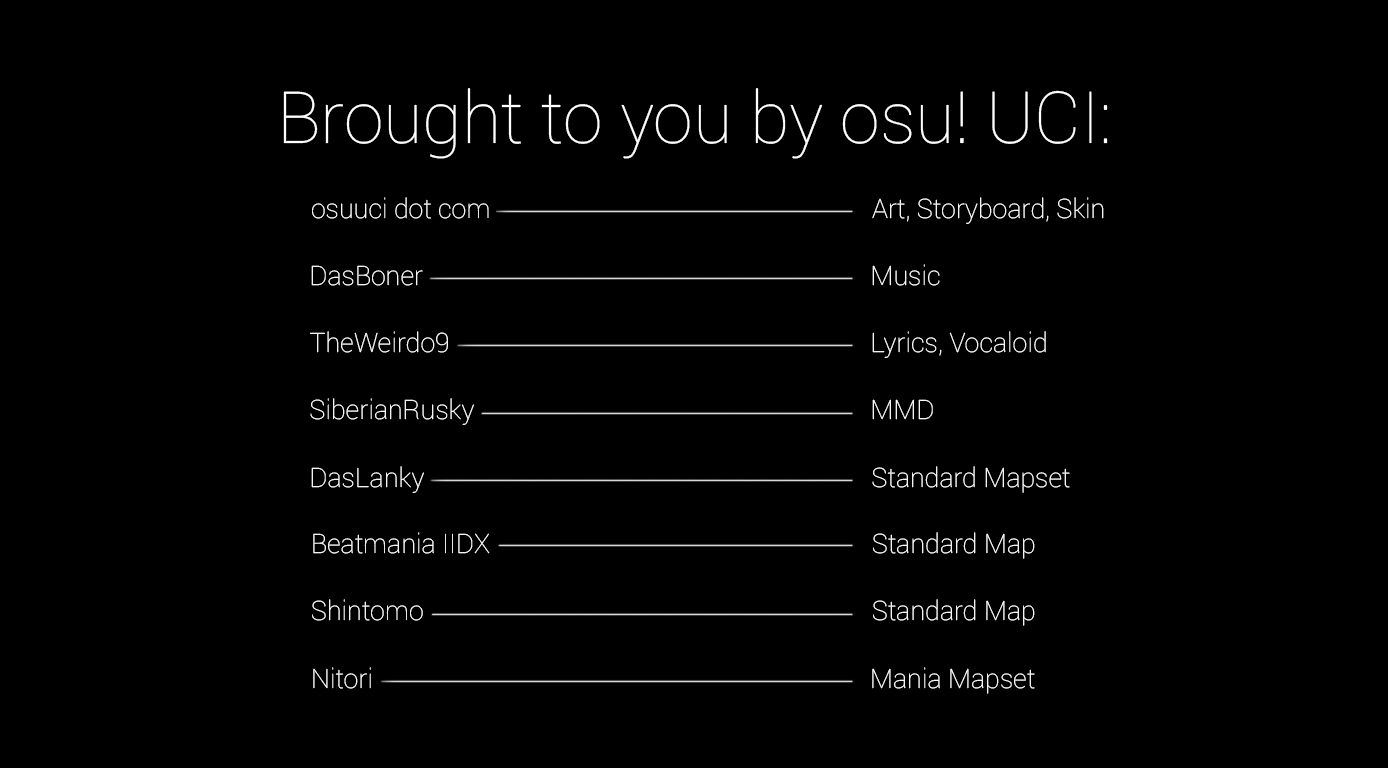 Brought to you by osu! UCI:
osuuci dot com Art, Storyboard, Skin
DasBoner Music
TheWeirdo9 Lyrics, Vocaloid
SiberianRusky MMD
DasLanky Standard Mapset
Beatmania IIDX Standard Map
Shintomo Standard Map
Nitori Mania Mapset